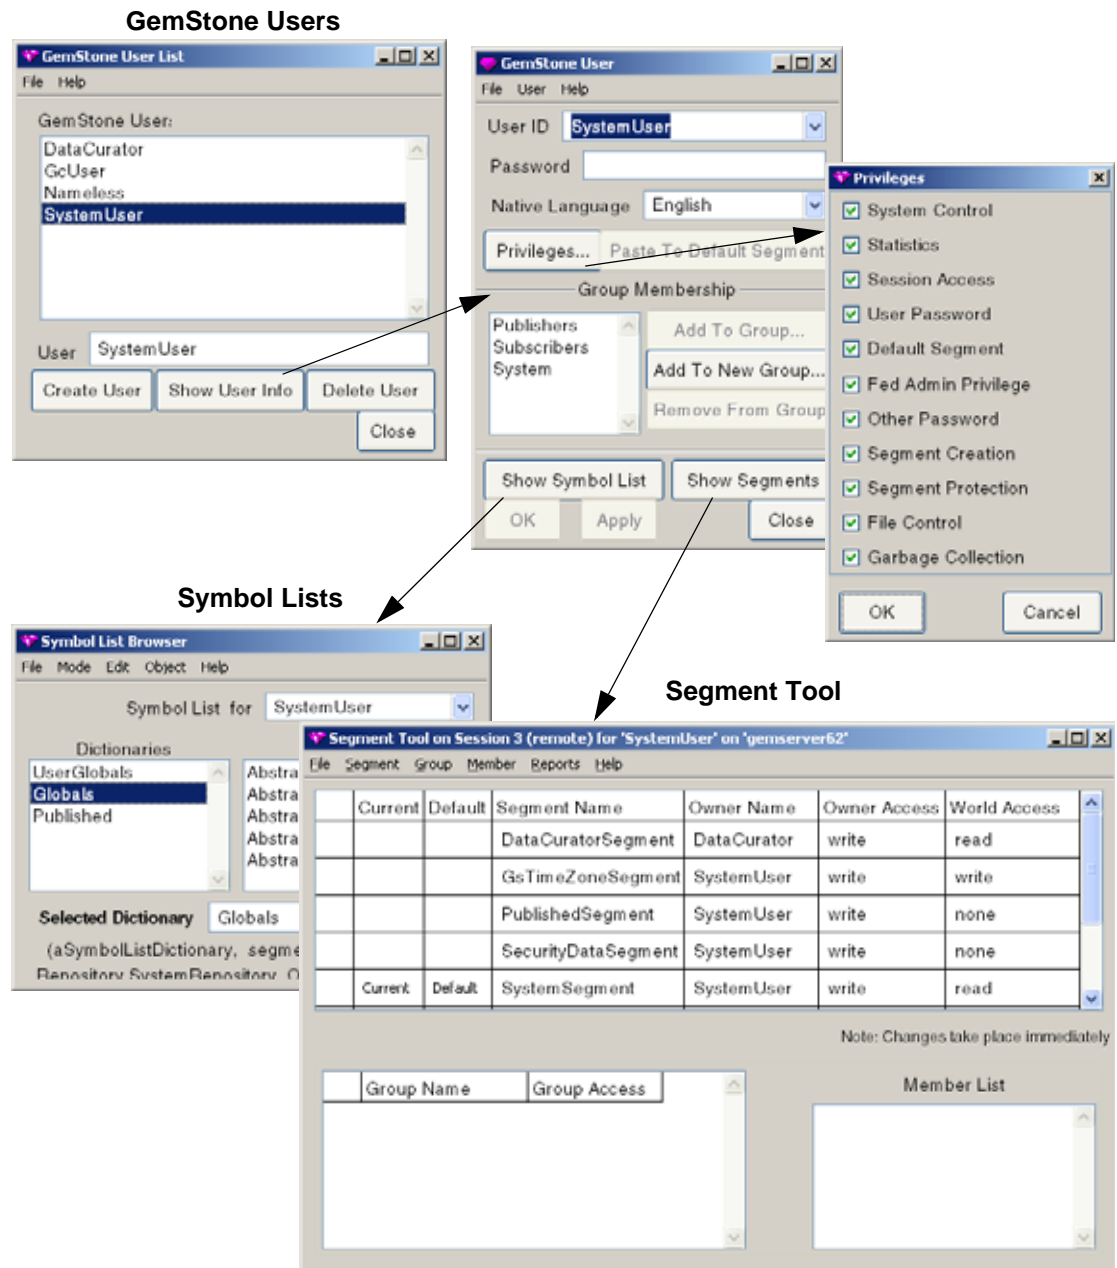 GemStone Users
GemStone User List
File Help
GemStone User:
DataCurator
GcUser
Nameless
SystemUser
User SystemUser
Create User Show User Info Delete User
Close
GemStone User
File User Help
User ID SystemUser
Password
Native Language English
Privileges... Paste To Default Segment
Group Membership
Publishers
Subscribers
System
Add To Group...
Add To New Group...
Remove From Group
Show Symbol List Show Segments
OK Apply Close
Privileges
System Control
Statistics
Session Access
User Password
Default Segment
Fed Admin Privilege
Other Password
Segment Creation
Segment Protection
File Control
Garbage Collection
OK Cancel
Symbol Lists
Symbol List Browser
File Mode Edit Object Help
Symbol List for SystemUser
Dictionaries
UserGlobals
Globals
Published
Abstra
Abstra
Abstra
Abstra
Abstra
Selected Dictionary Globals
(aSymbolListDictionary, segme
Repository SystemRepository
Segment Tool
Segment Tool on Session 3 (remote) for 'SystemUser' on 'gemserver62'
File Segment Group Member Reports Help
Current Default Segment Name Owner Name Owner Access World Access
DataCuratorSegment DataCurator write read
GsTimeZoneSegment SystemUser write write
PublishedSegment SystemUser write none
SecurityDataSegment SystemUser write none
Current Default SystemSegment SystemUser write read
Note: Changes take place immediately
Group Name Group Access
Member List